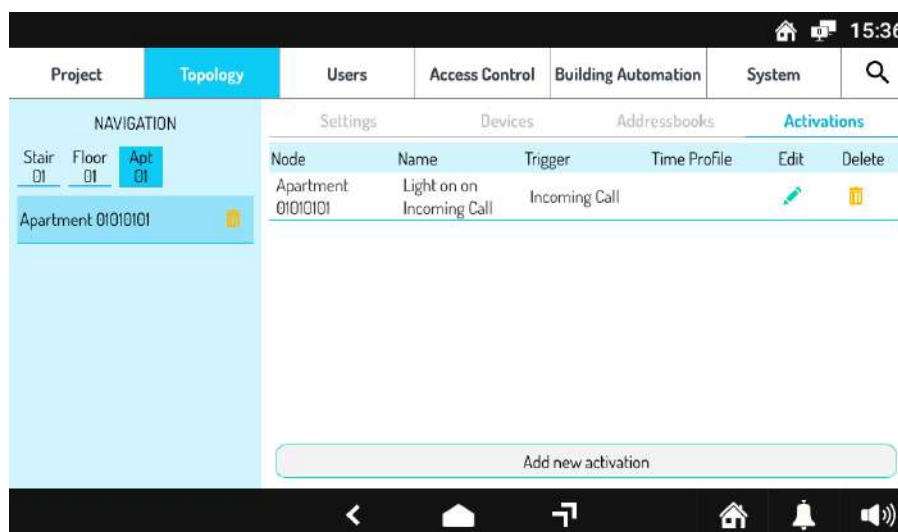 15:36
Project Topology Users Access Control Building Automation System
NAVIGATION
Settings Devices Addressbooks Activations
Stair Floor Apt
01 01 01
Node Name Trigger Time Profile Edit Delete
Apartment 01010101
Apartment Light on on Incoming Call
01010101 Incoming Call
Add new activation